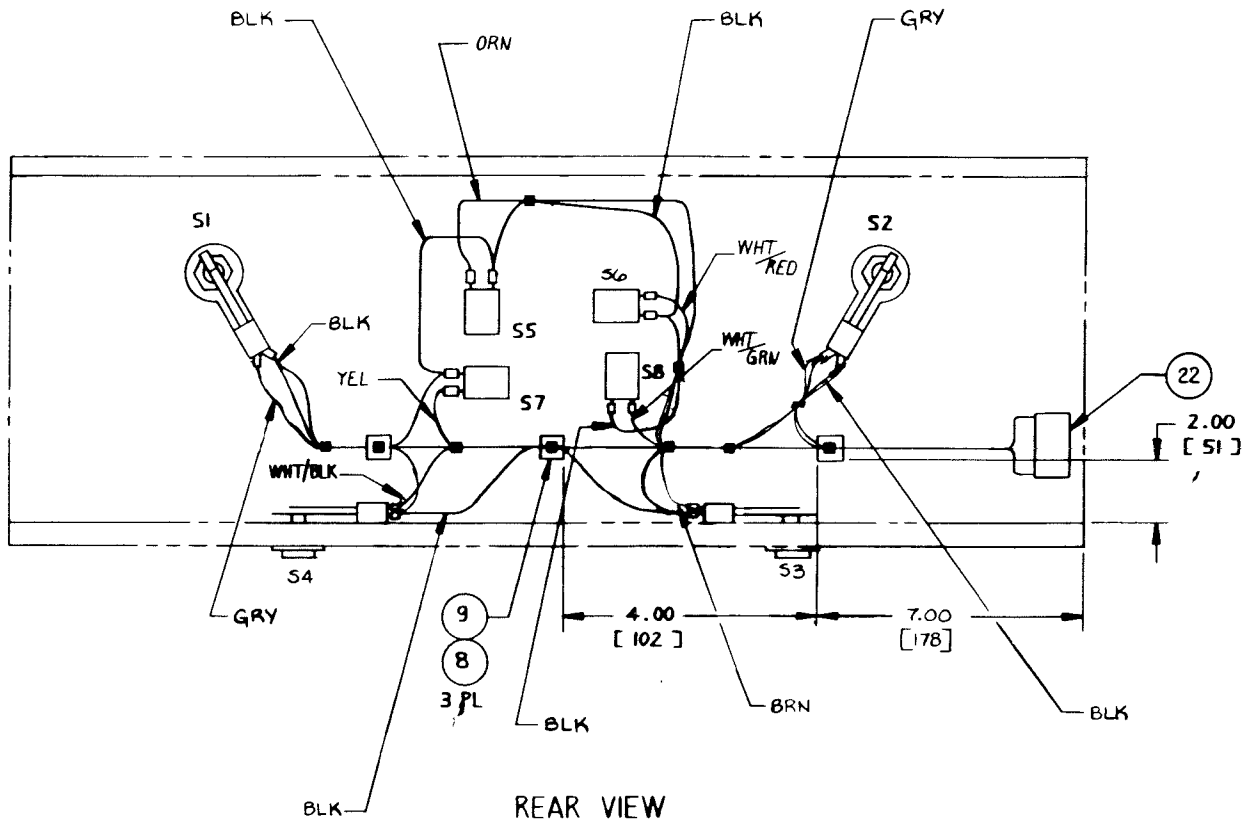 BLK
BLK
GRY
ORN
S1
S2
WHT/RED
S6
BLK
S5
WHT/GRN
S8
YEL
S7
22
2.00
[ 51 ]
WHT/BLK
S4
S3
GRY
9
4.00
[ 102 ]
7.00
[178]
8
3 PL
BLK
BRN
BLK
BLK
REAR VIEW